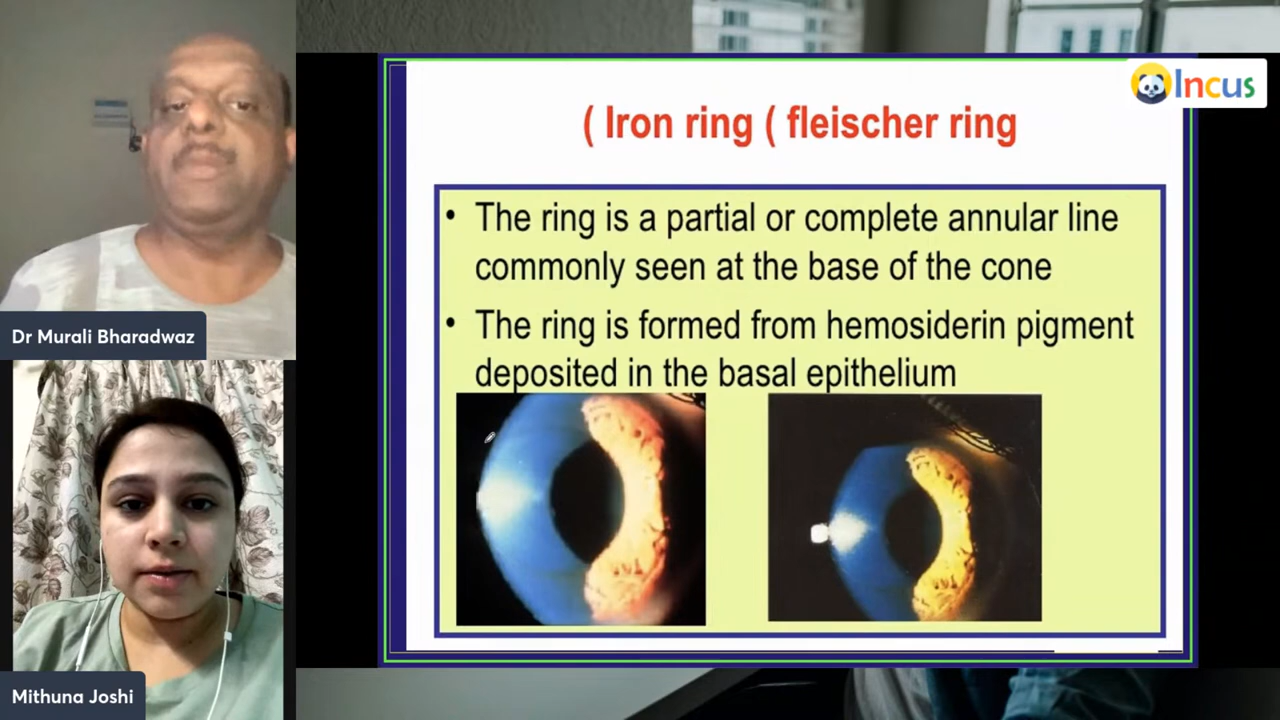 Incus
( Iron ring ( fleischer ring
• The ring is a partial or complete annular line
commonly seen at the base of the cone
• The ring is formed from hemosiderin pigment
deposited in the basal epithelium
Dr Murali Bharadwaz
Mithuna Joshi